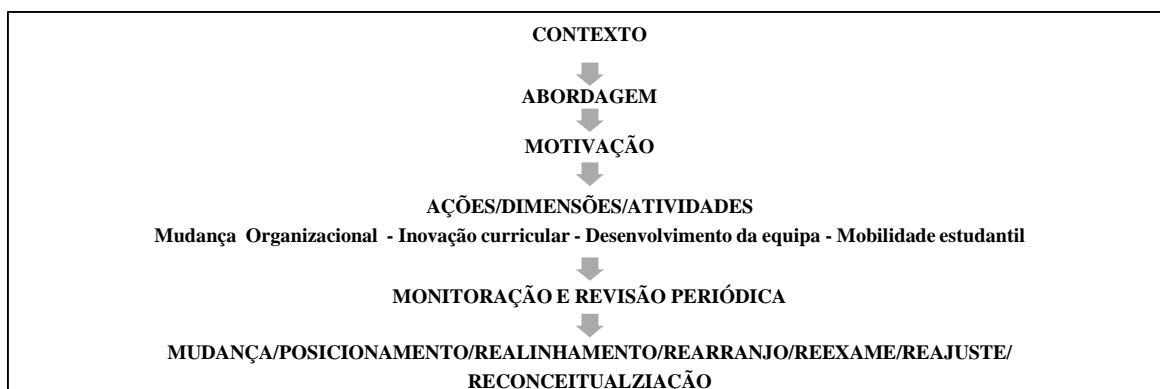 CONTEXTO
ABORDAGEM
MOTIVAÇÃO
AÇÕES/DIMENSÕES/ATIVIDADES
Mudança Organizacional - Inovação curricular - Desenvolvimento da equipa - Mobilidade estudantil
MONITORAÇÃO E REVISÃO PERIÓDICA
MUDANÇA/POSICIONAMENTO/REALINHAMENTO/REARRANJO/REEXAME/REAJUSTE/
RECONCEITUALZIAÇÃO